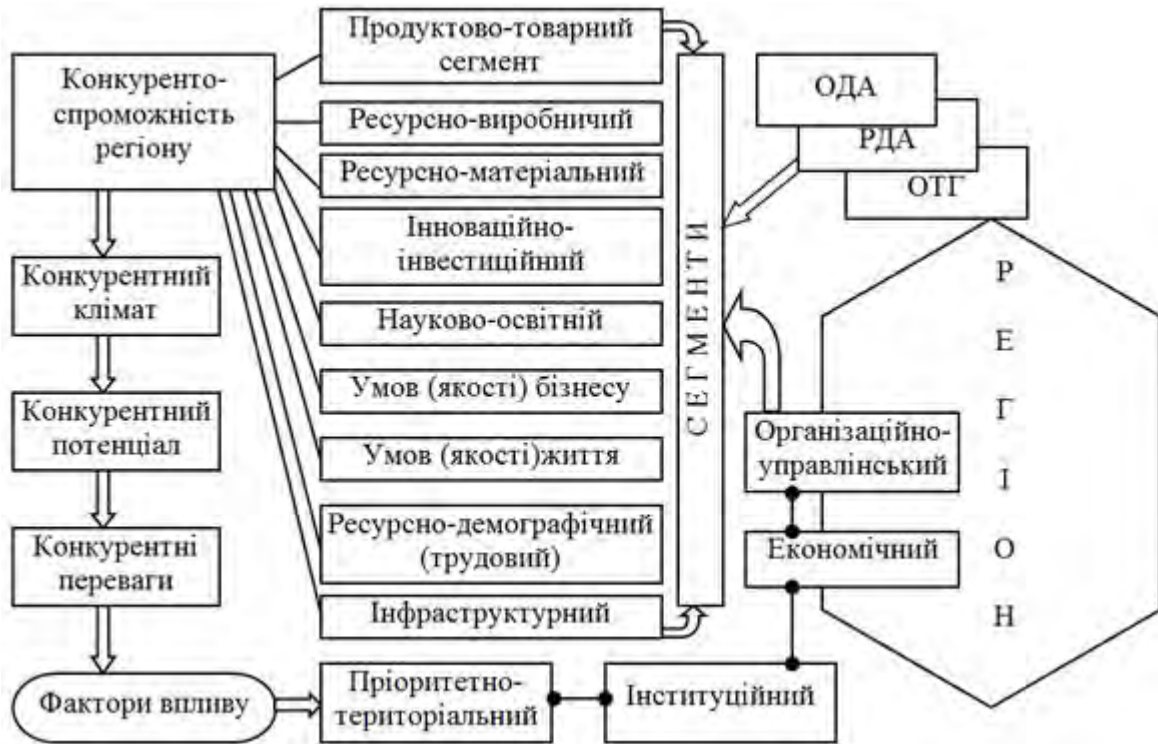 Конкуренто-
спроможність
регіону
Конкурентний
клімат
Конкурентний
потенціал
Конкурентні
переваги
Фактори впливу
Продуктово-товарний
сегмент
Ресурсно-виробничий
Ресурсно-матеріальний
Інноваційно-
інвестиційний
Науково-освітній
Умов (якості) бізнесу
Умов (якості)життя
Ресурсно-демографічний
(трудовий)
Інфраструктурний
Пріоритетно-
територіальний
Інституційний
СЕГМЕНТИ
ОДА
РДА
ОТГ
Організаційно-
управлінський
Економічний
РЕГІОН